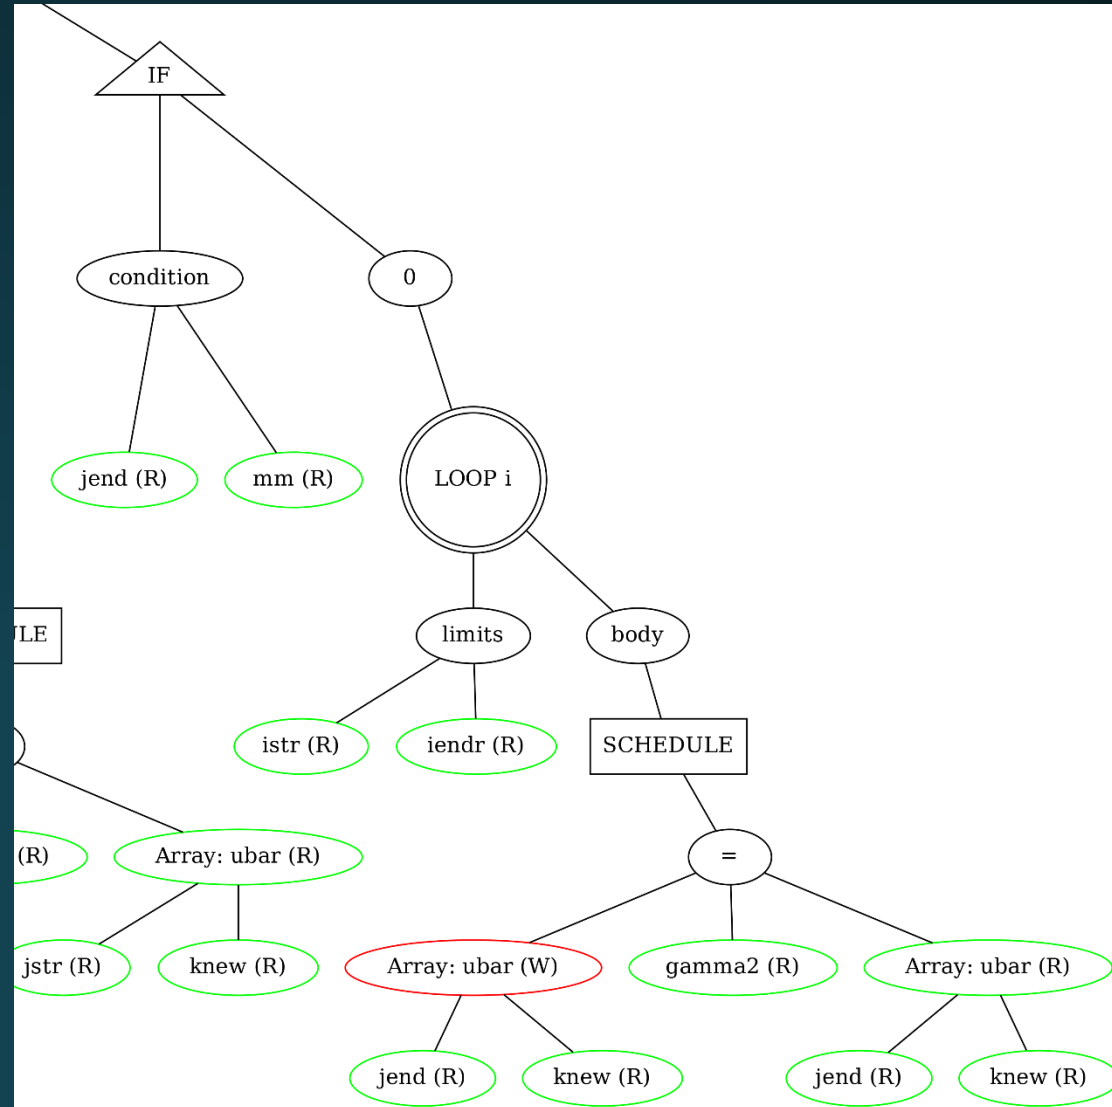 IF
condition
0
jend (R)
mm (R)
LOOP i
ULE
limits
body
istr (R)
iendr (R)
SCHEDULE
(R)
Array: ubar (R)
=
jstr (R)
knew (R)
Array: ubar (W)
gamma2 (R)
Array: ubar (R)
jend (R)
knew (R)
jend (R)
knew (R)